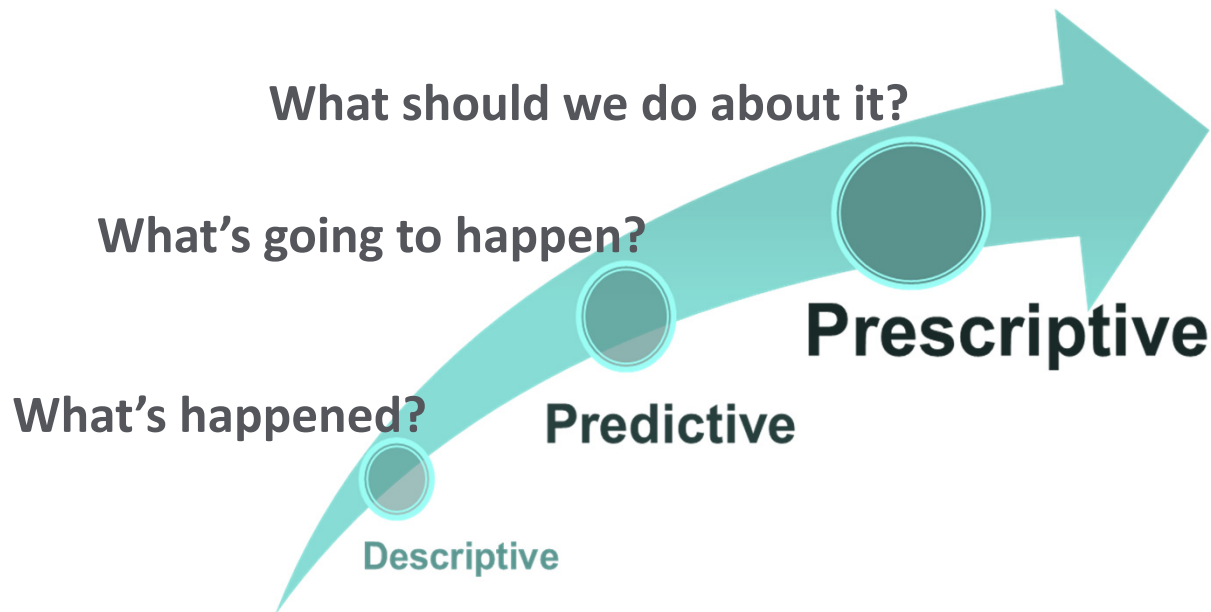 What should we do about it?
What’s going to happen?
Prescriptive
What’s happened?
Predictive
Descriptive